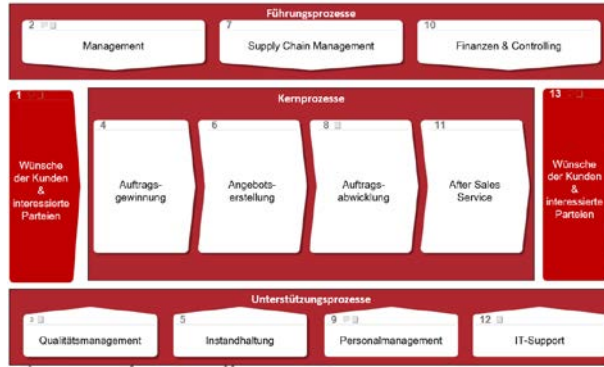 Führungsprozesse
2
Management
7
Supply Chain Management
10
Finanzen & Controlling
1
Wünsche
der Kunden
&
interessierte
Parteien
Kernprozesse
4
Auftrags-
gewinnung
6
Angebots-
erstellung
8
Auftrags-
abwicklung
11
After Sales
Service
13
Wünsche
der Kunden
&
interessierte
Parteien
Unterstützungsprozesse
3
Qualitätsmanagement
5
Instandhaltung
9
Personalmanagement
12
IT-Support